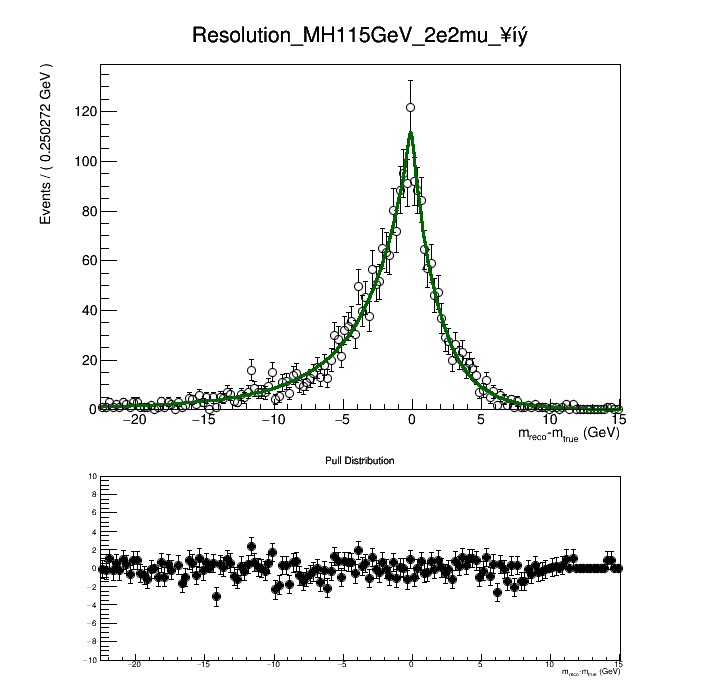 Resolution_MH115GeV_2e2mu_¥íý
Events / ( 0.250272 GeV )
120
100
80
60
40
20
0
−20 −15 −10 −5 0 5 10 15
m_reco-m_true (GeV)
Pull Distribution
10
8
6
4
2
0
−2
−4
−6
−8
−10
−20 −15 −10 −5 0 5 10 15
m_reco-m_true (GeV)